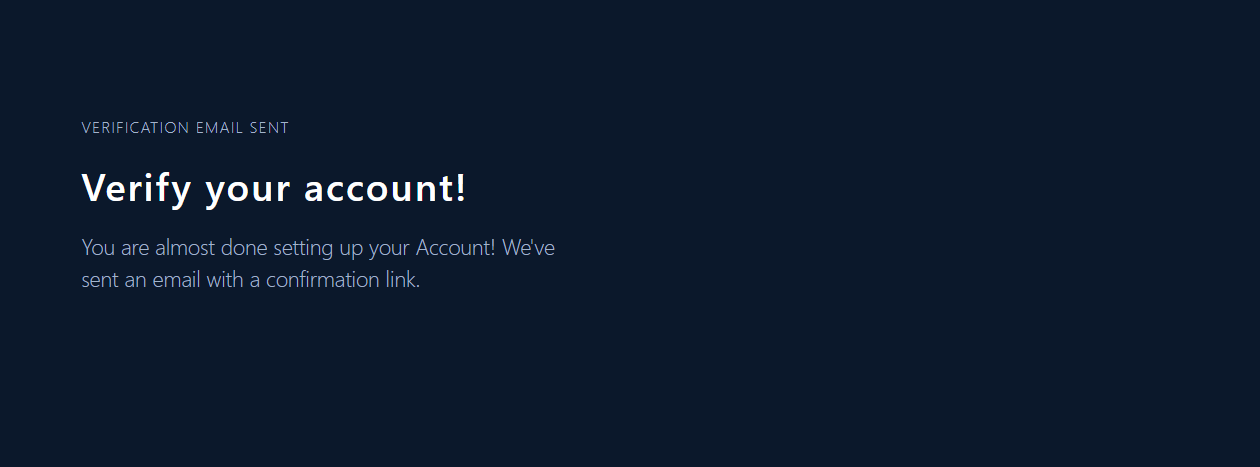 VERIFICATION EMAIL SENT
Verify your account!
You are almost done setting up your Account! We've
sent an email with a confirmation link.